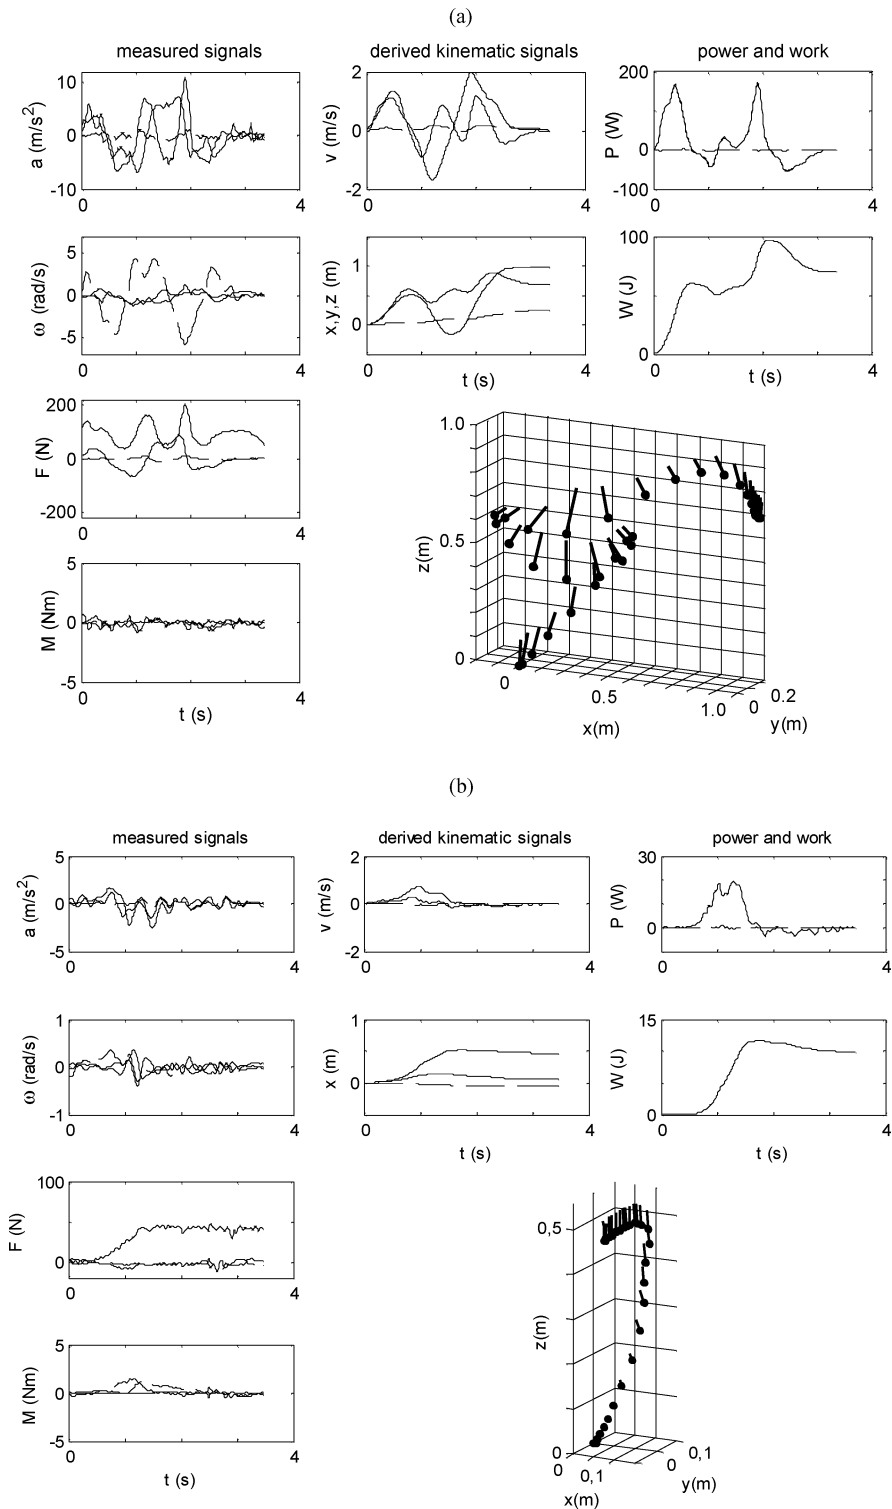 (a)
measured signals
derived kinematic signals
power and work
a (m/s²)
10
0
-10
0
4
v (m/s)
2
0
-2
0
4
P (W)
200
100
0
-100
0
4
ω (rad/s)
5
0
-5
0
4
x,y,z (m)
1
0
0
4
t (s)
W (J)
100
50
0
0
4
t (s)
F (N)
200
0
-200
0
4
M (Nm)
5
0
-5
0
4
t (s)
z(m)
1.0
0.5
0
0
0.5
1.0
x(m)
0
0.2
y(m)
(b)
measured signals
derived kinematic signals
power and work
a (m/s²)
5
0
-5
0
4
v (m/s)
2
0
-2
0
4
P (W)
30
0
0
4
ω (rad/s)
1
0
-1
0
4
x (m)
1
0
0
4
t (s)
W (J)
15
0
0
4
t (s)
F (N)
100
0
0
4
M (Nm)
5
0
-5
0
4
t (s)
z(m)
0,5
0
0
0,1
x(m)
0
0,1
y(m)